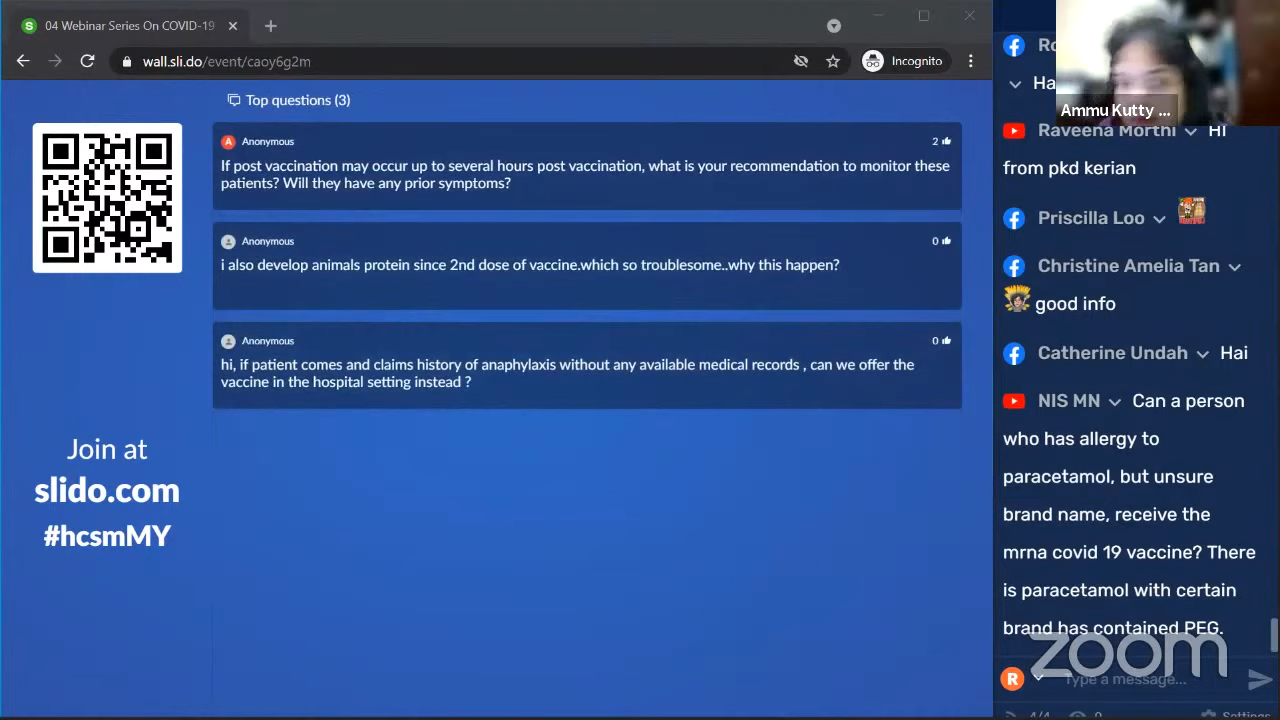 04 Webinar Series On COVID-19
wall.sli.do/event/caoy6g2m
Incognito
Top questions (3)
A Anonymous 2
If post vaccination may occur up to several hours post vaccination, what is your recommendation to monitor these
patients? Will they have any prior symptoms?
Anonymous 0
i also develop animals protein since 2nd dose of vaccine.which so troublesome..why this happen?
Anonymous 0
hi, if patient comes and claims history of anaphylaxis without any available medical records , can we offer the
vaccine in the hospital setting instead ?
Join at
slido.com
#hcsmMY
Ammu Kutty ...
Ro
Ha
Raveena Morthi Hi
from pkd kerian
Priscilla Loo
Christine Amelia Tan
good info
Catherine Undah Hai
NIS MN Can a person
who has allergy to
paracetamol, but unsure
brand name, receive the
mrna covid 19 vaccine? There
is paracetamol with certain
brand has contained PEG.
zoom
R Type a message...
4/4 0 Settings